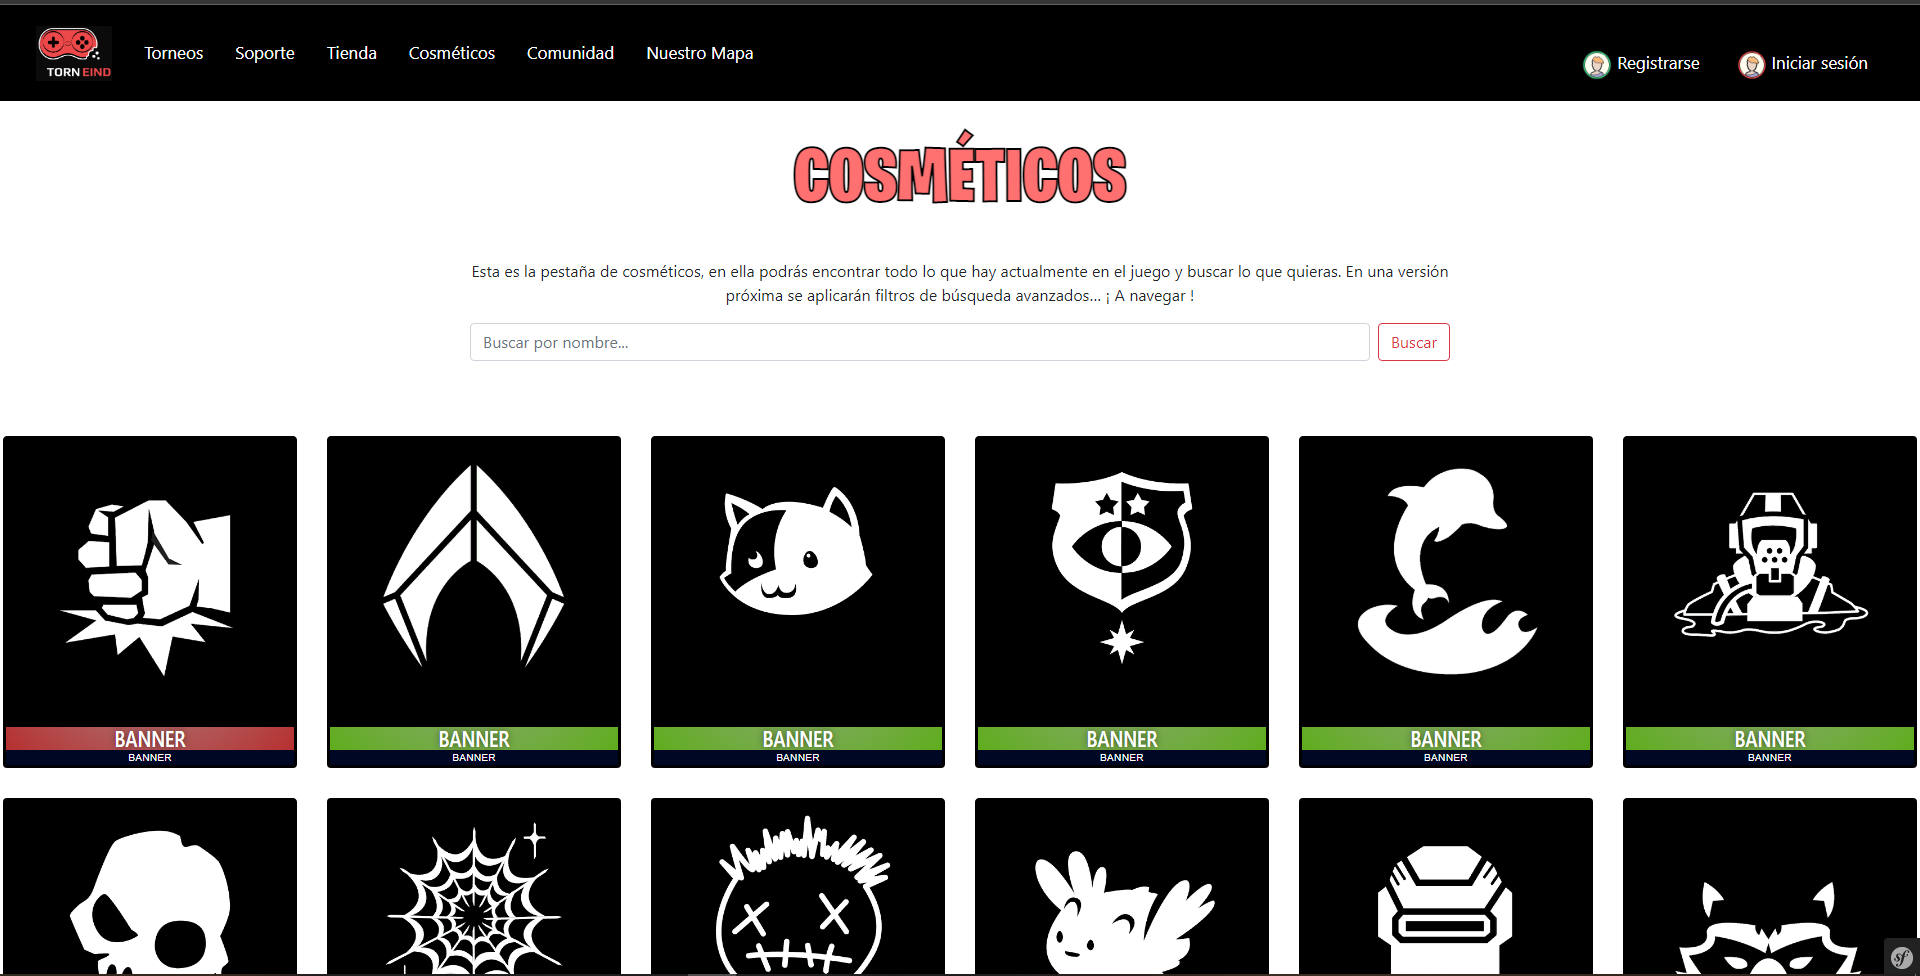 TORNEIND
Torneos Soporte Tienda Cosméticos Comunidad Nuestro Mapa
Registrarse Iniciar sesión
COSMÉTICOS
Esta es la pestaña de cosméticos, en ella podrás encontrar todo lo que hay actualmente en el juego y buscar lo que quieras. En una versión
próxima se aplicarán filtros de búsqueda avanzados... ¡ A navegar !
Buscar por nombre... Buscar
BANNER BANNER BANNER BANNER BANNER BANNER
BANNER BANNER BANNER BANNER BANNER BANNER
sf